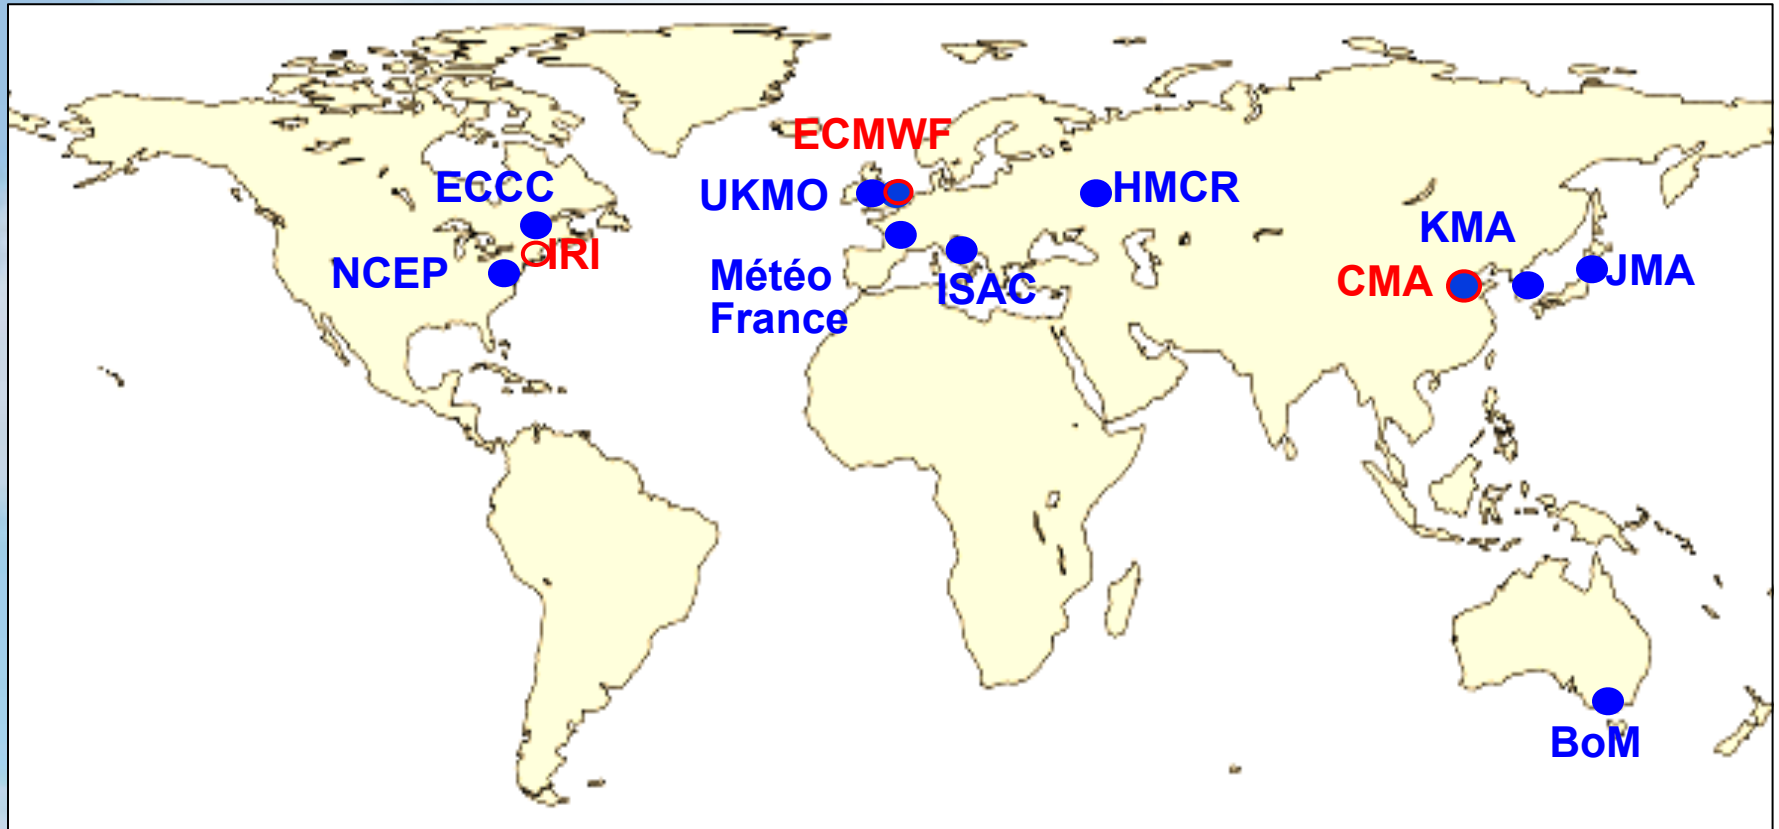 ECMWF
ECCC
UKMO
HMCR
KMA
IRI
NCEP
Météo
France
ISAC
CMA
JMA
BoM